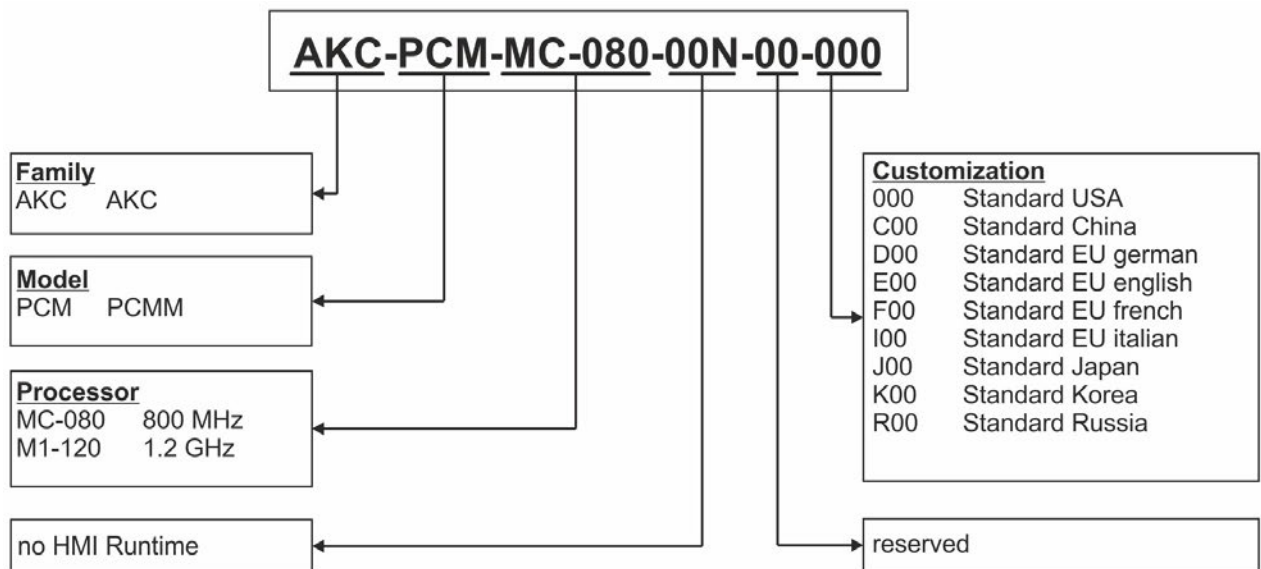 AKC-PCM-MC-080-00N-00-000
Family
AKC AKC
Model
PCM PCMM
Processor
MC-080 800 MHz
M1-120 1.2 GHz
no HMI Runtime
Customization
000 Standard USA
C00 Standard China
D00 Standard EU german
E00 Standard EU english
F00 Standard EU french
I00 Standard EU italian
J00 Standard Japan
K00 Standard Korea
R00 Standard Russia
reserved